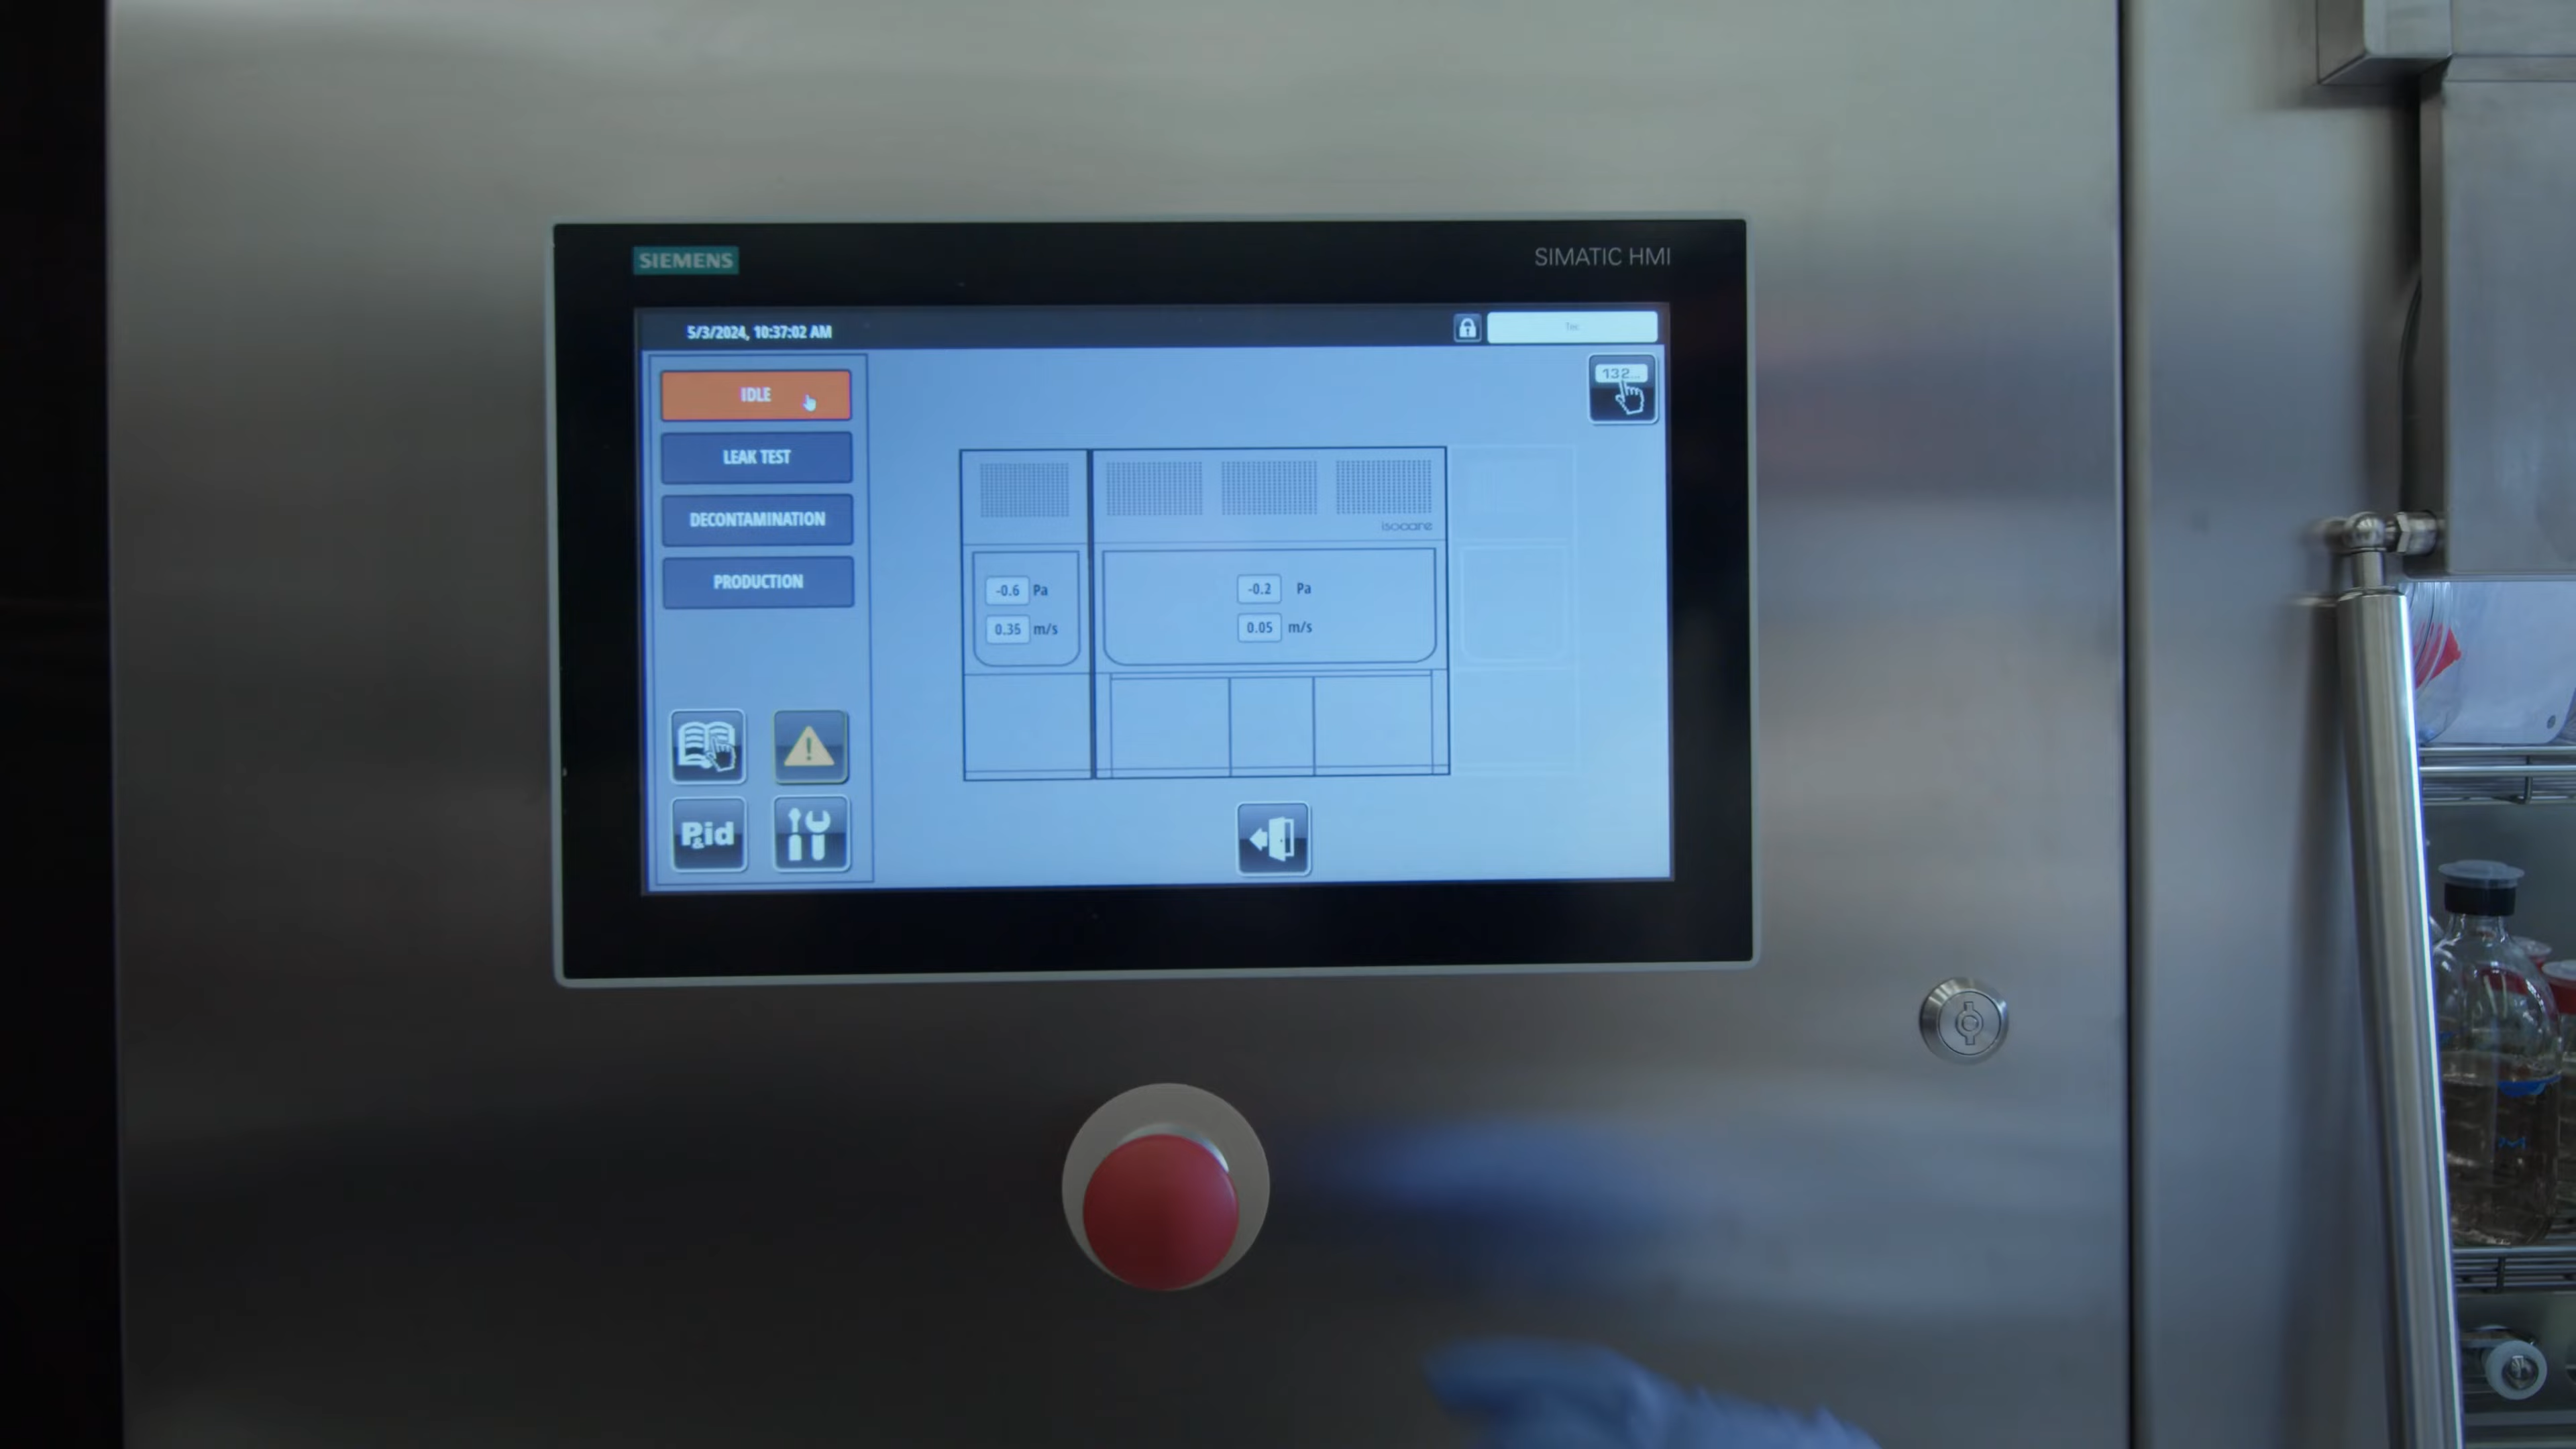 SIEMENS
SIMATIC HMI
5/3/2024, 10:37:02 AM
IDLE
132...
LEAK TEST
DECONTAMINATION
isocare
PRODUCTION
-0.6 Pa
-0.2 Pa
0.35 m/s
0.05 m/s
P&id